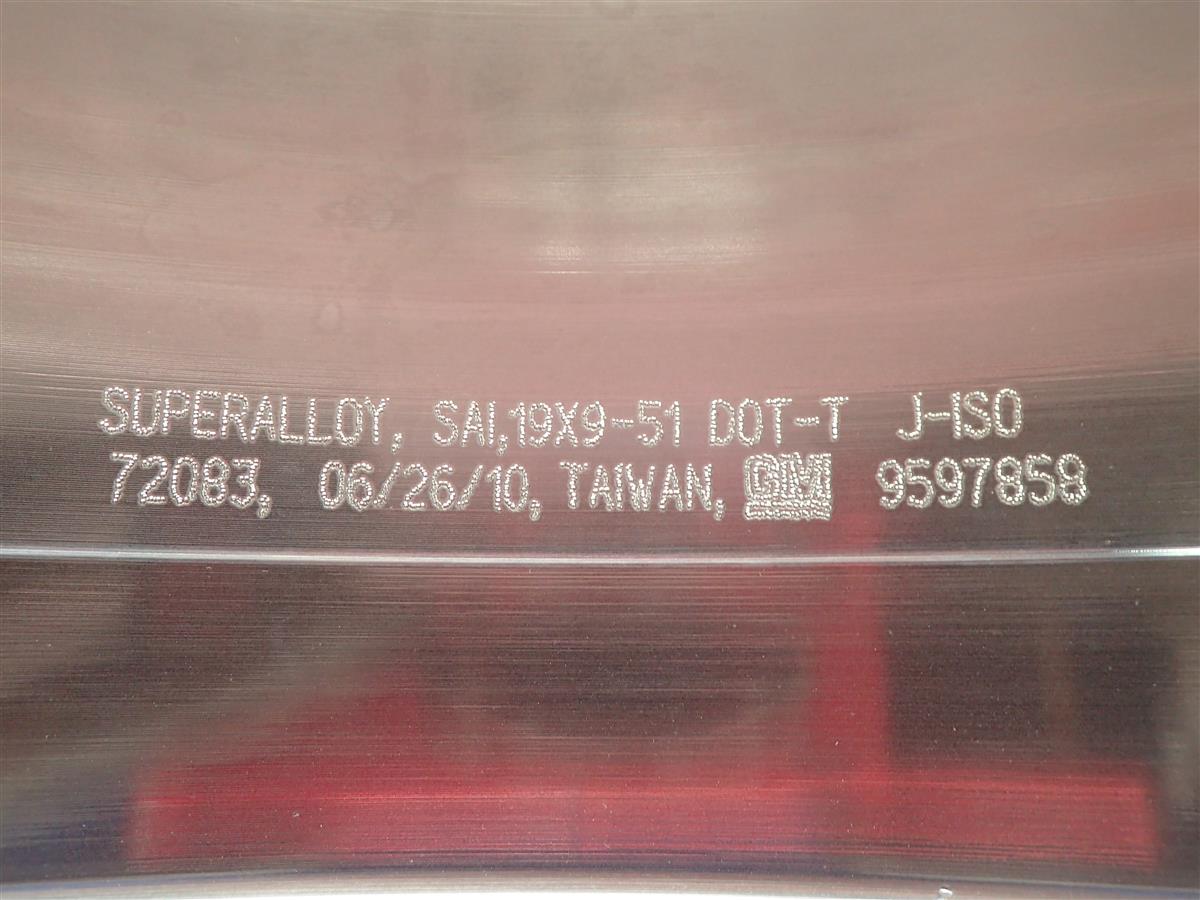 SUPERALLOY, SAI,19X9-51 DOT-T J-ISO
72083, 06/26/10, TAIWAN, GM 9597858